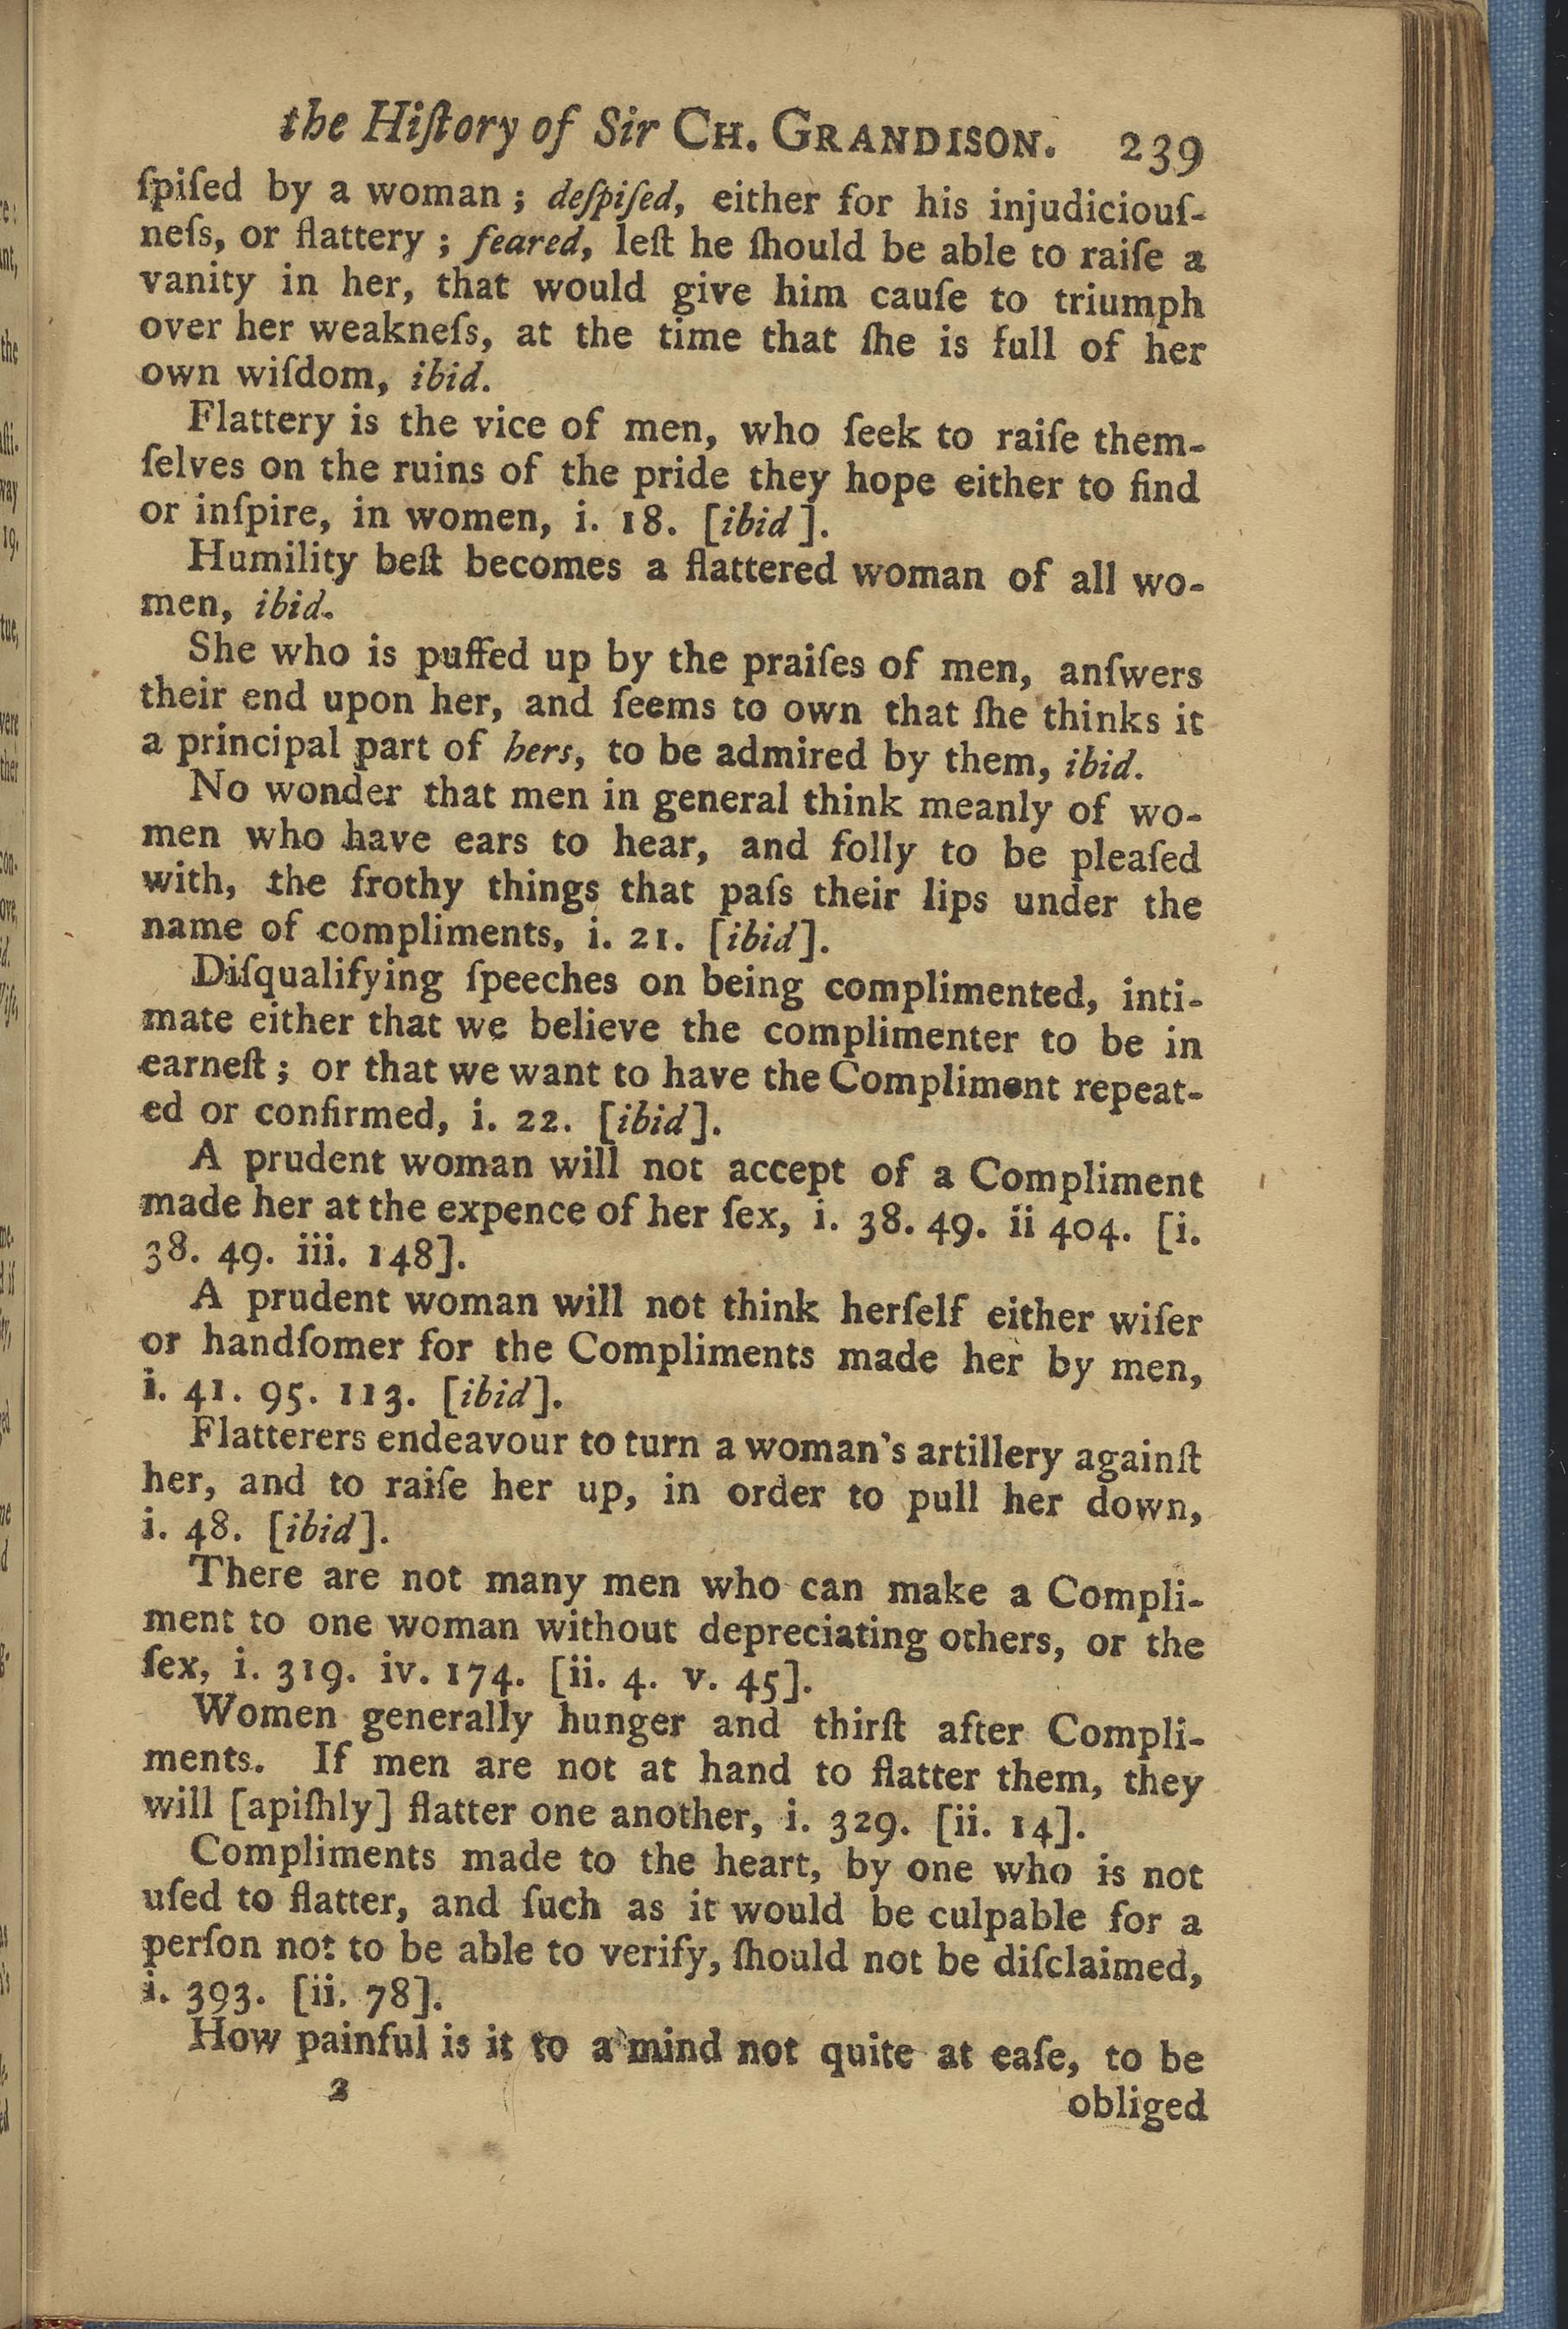 the Hiſtory of Sir CH. GRANDISON. 239
ſpiſed by a woman ; deſpiſed, either for his injudiciouſ-
neſs, or flattery ; feared, leſt he ſhould be able to raiſe a
vanity in her, that would give him cauſe to triumph
over her weakneſs, at the time that ſhe is full of her
own wiſdom, ibid.
Flattery is the vice of men, who ſeek to raiſe them-
ſelves on the ruins of the pride they hope either to find
or inſpire, in women, i. 18. [ibid].
Humility beſt becomes a flattered woman of all wo-
men, ibid.
She who is puffed up by the praiſes of men, anſwers
their end upon her, and ſeems to own that ſhe thinks it
a principal part of hers, to be admired by them, ibid.
No wonder that men in general think meanly of wo-
men who have ears to hear, and folly to be pleaſed
with, the frothy things that paſs their lips under the
name of compliments, i. 21. [ibid].
Diſqualifying ſpeeches on being complimented, inti-
mate either that we believe the complimenter to be in
earneſt ; or that we want to have the Compliment repeat-
ed or confirmed, i. 22. [ibid].
A prudent woman will not accept of a Compliment
made her at the expence of her ſex, i. 38. 49. ii 404. [i.
38. 49. iii. 148].
A prudent woman will not think herſelf either wiſer
or handſomer for the Compliments made her by men,
i. 41. 95. 113. [ibid].
Flatterers endeavour to turn a woman's artillery againſt
her, and to raiſe her up, in order to pull her down,
i. 48. [ibid].
There are not many men who can make a Compli-
ment to one woman without depreciating others, or the
ſex, i. 319. iv. 174. [ii. 4. v. 45].
Women generally hunger and thirſt after Compli-
ments. If men are not at hand to flatter them, they
will [apiſhly] flatter one another, i. 329. [ii. 14].
Compliments made to the heart, by one who is not
uſed to flatter, and ſuch as it would be culpable for a
perſon not to be able to verify, ſhould not be diſclaimed,
i. 393. [ii. 78].
How painful is it to a mind not quite at eaſe, to be
2 obliged